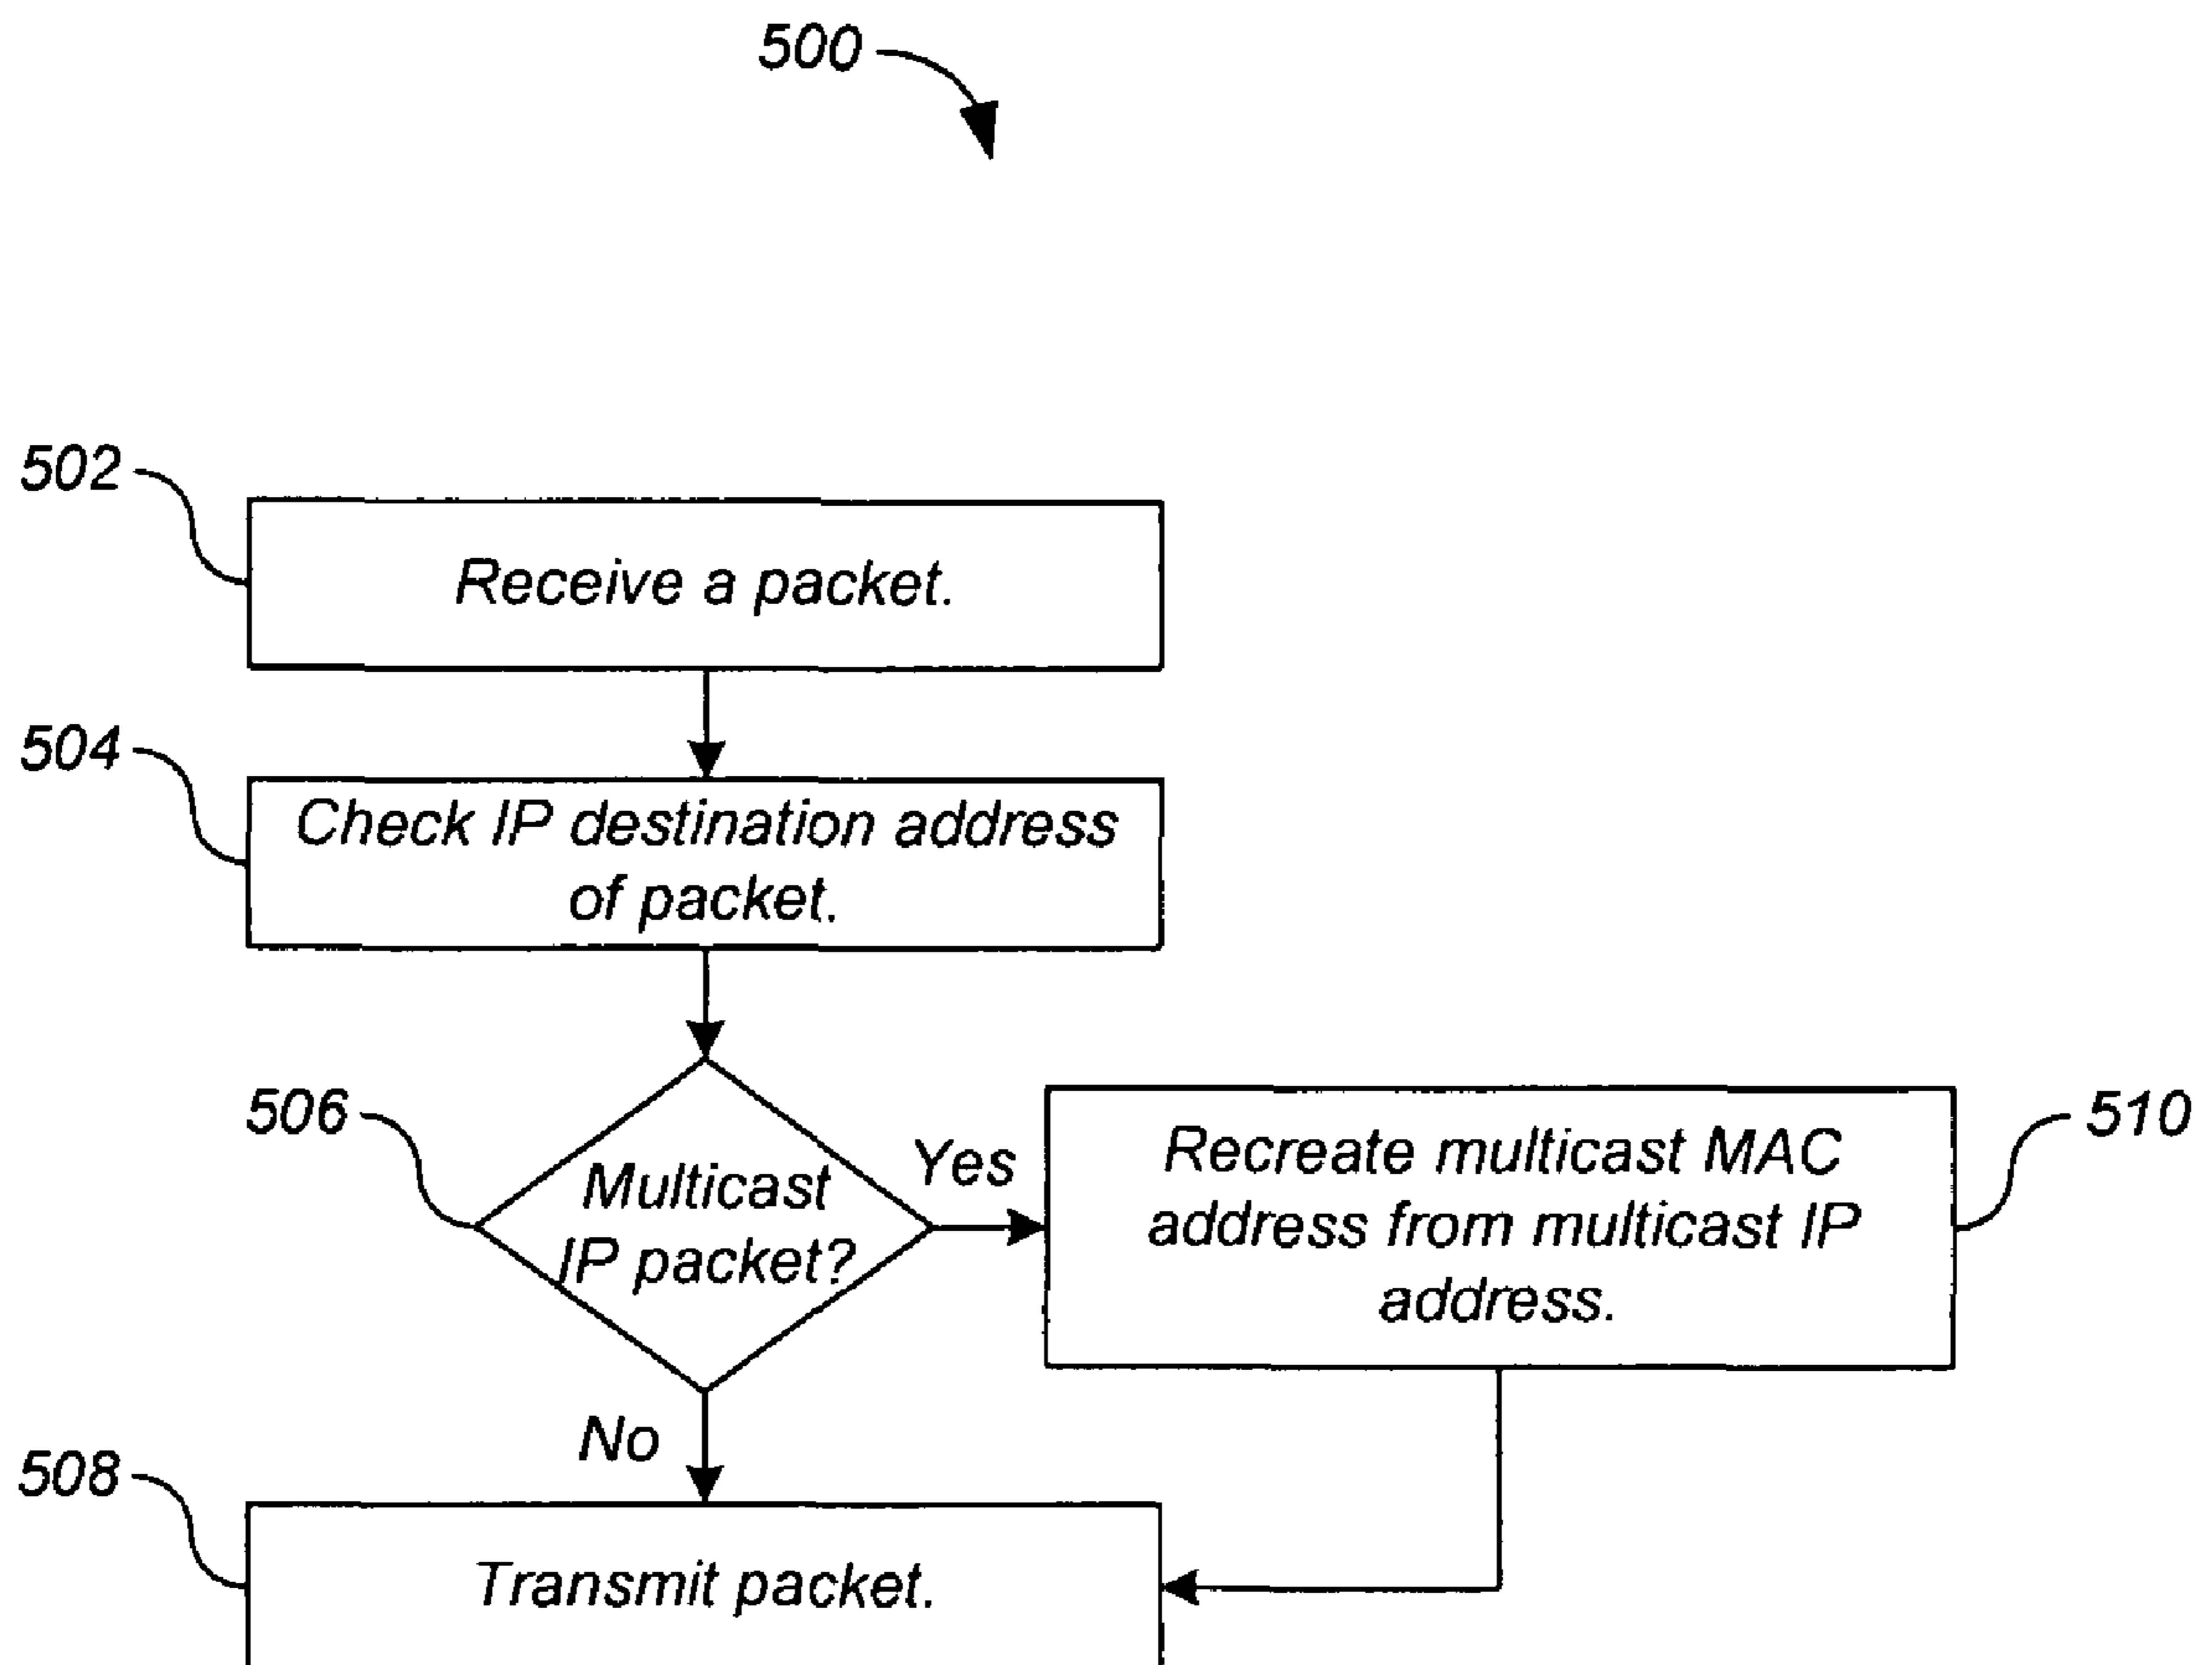 500
502
Receive a packet.
504
Check IP destination address
of packet.
506
Multicast
IP packet?
Yes
Recreate multicast MAC
address from multicast IP
address.
510
No
508
Transmit packet.